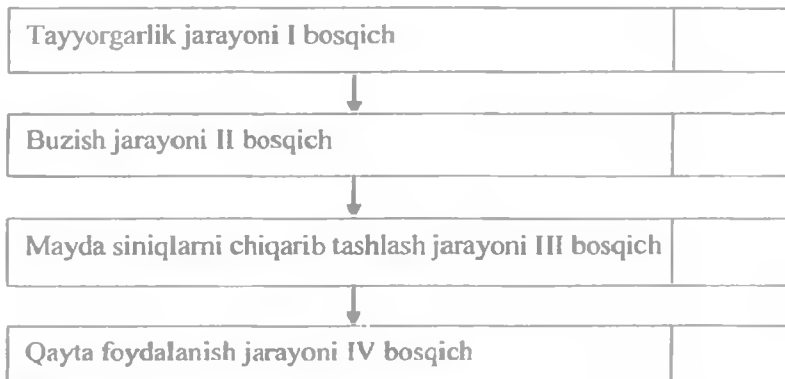 Tayyorgarlik jarayoni I bosqich
Buzish jarayoni II bosqich
Mayda siniqlarni chiqarib tashlash jarayoni III bosqich
Qayta foydalanish jarayoni IV bosqich